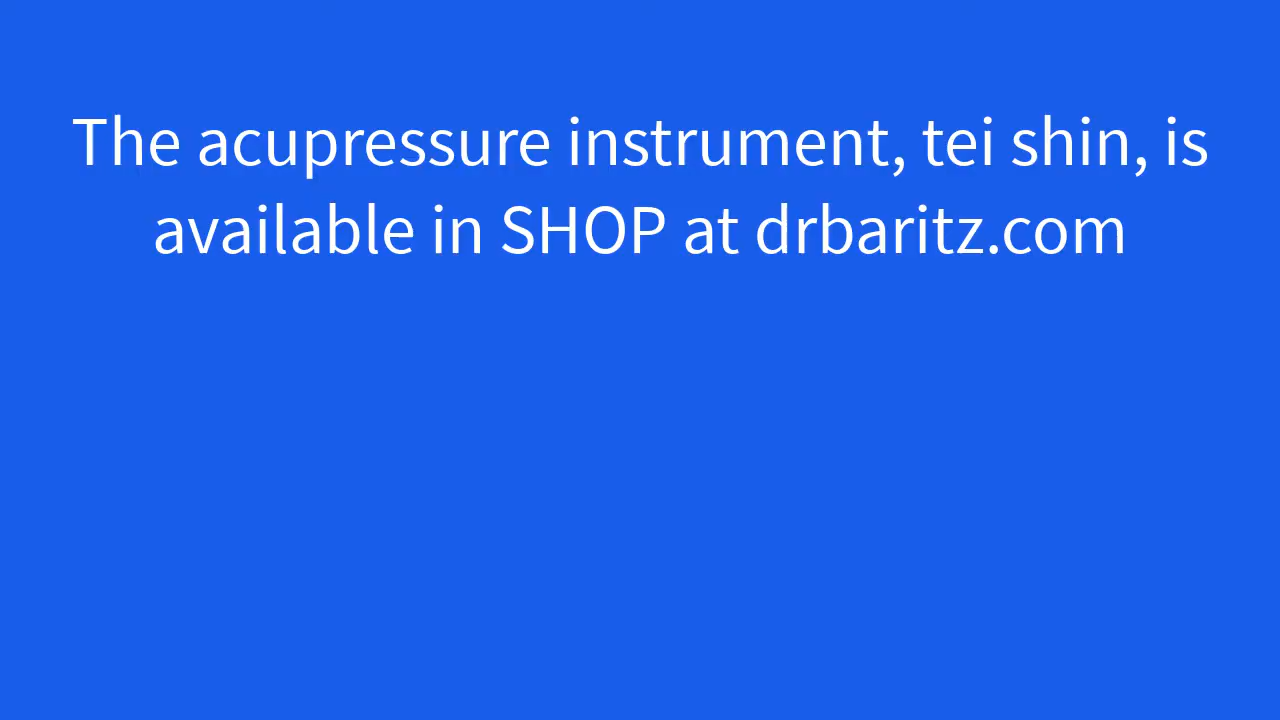 The acupressure instrument, tei shin, is
available in SHOP at drbaritz.com